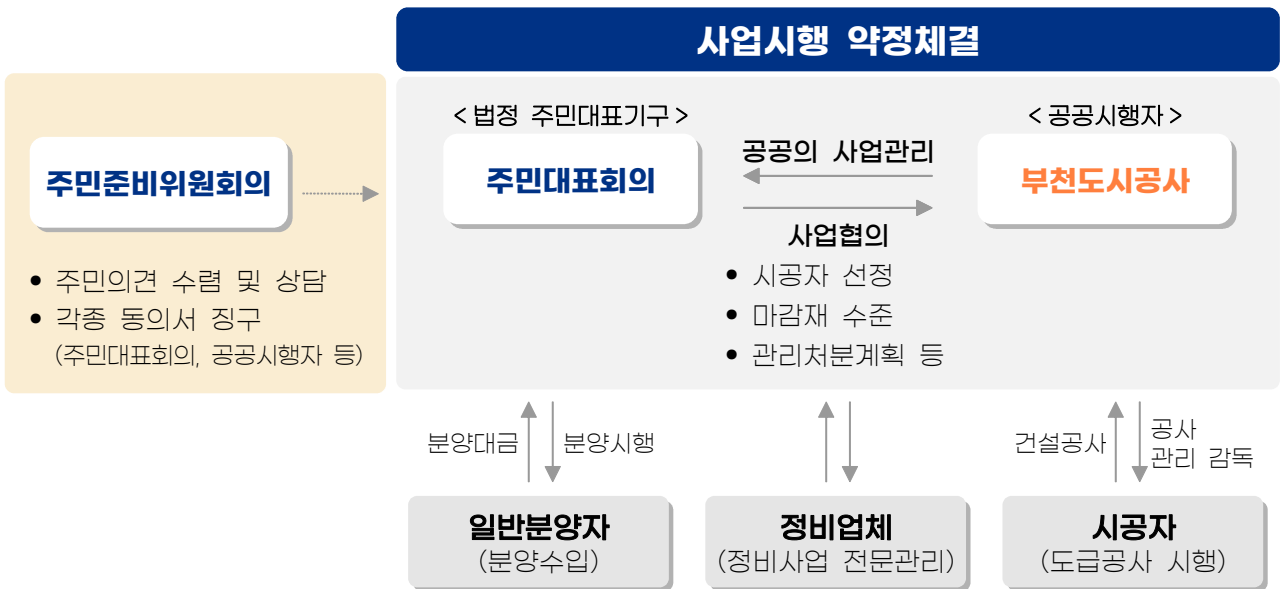 사업시행 약정체결
주민준비위원회의
• 주민의견 수렴 및 상담
• 각종 동의서 징구
(주민대표회의, 공공시행자 등)
<법정 주민대표기구>
주민대표회의
공공의 사업관리
사업협의
• 시공자 선정
• 마감재 수준
• 관리처분계획 등
<공공시행자>
부천도시공사
분양대금
분양시행
건설공사
공사
관리 감독
일반분양자
(분양수입)
정비업체
(정비사업 전문관리)
시공자
(도급공사 시행)